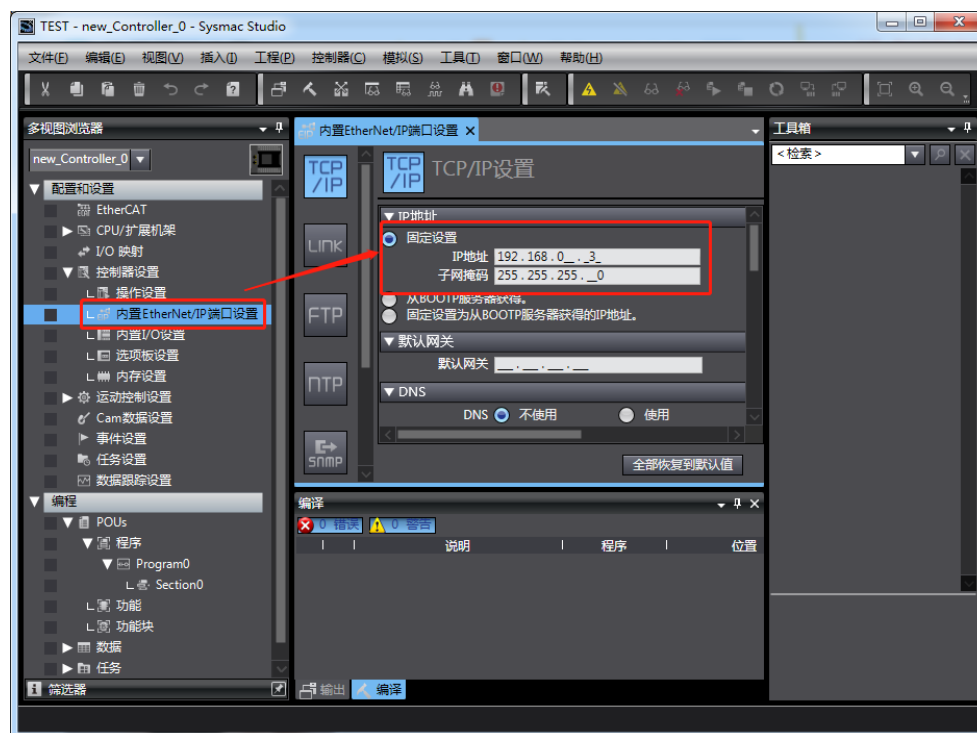 TEST - new_Controller_0 - Sysmac Studio
文件(F) 编辑(E) 视图(V) 插入(I) 工程(P) 控制器(C) 模拟(S) 工具(T) 窗口(W) 帮助(H)
多视图浏览器
new_Controller_0
配置和设置
EtherCAT
CPU/扩展机架
I/O 映射
控制器设置
操作设置
内置EtherNet/IP端口设置
内置I/O设置
选项板设置
内存设置
运动控制设置
Cam数据设置
事件设置
任务设置
数据跟踪设置
编程
POUs
程序
Program0
Section0
功能
功能块
数据
任务
筛选器
内置EtherNet/IP端口设置
TCP/IP
LINK
FTP
NTP
SNMP
TCP/IP TCP/IP设置
IP地址
固定设置
IP地址 192.168.0__._3_
子网掩码 255.255.255.__0
从BOOTP服务器获得。
固定设置为从BOOTP服务器获得的IP地址。
默认网关
默认网关 __.__.__.__
DNS
DNS 不使用 使用
全部恢复到默认值
编译
0 错误 0 警告
说明 程序 位置
输出 编译
工具箱
<检索>